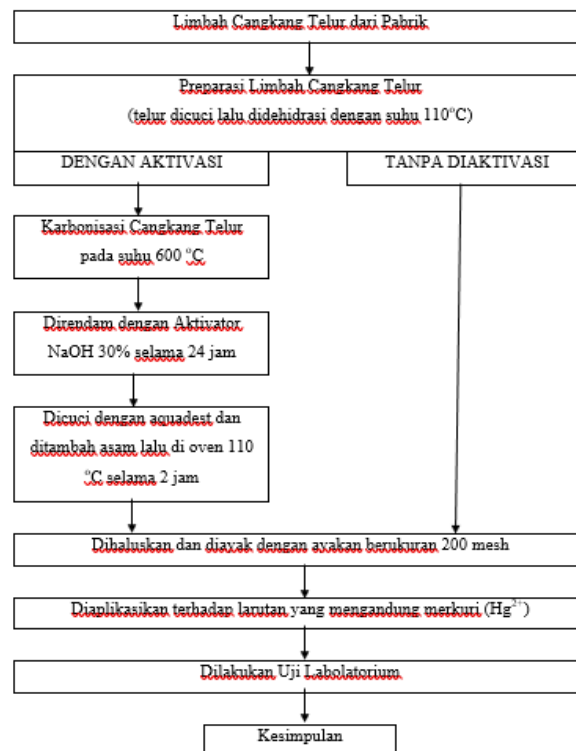 Limbah Cangkang Telur dari Pabrik
Preparasi Limbah Cangkang Telur
(telur dicuci lalu didehidrasi dengan suhu 110°C)
DENGAN AKTIVASI
TANPA DIAKTIVASI
Karbonisasi Cangkang Telur
pada suhu 600 °C
Direndam dengan Aktivator
NaOH 30% selama 24 jam
Dicuci dengan aquadest dan
ditambah asam lalu di oven 110
°C selama 2 jam
Dihaluskan dan diayak dengan ayakan berukuran 200 mesh
Diaplikasikan terhadap larutan yang mengandung merkuri (Hg²⁺)
Dilakukan Uji Labolatorium
Kesimpulan